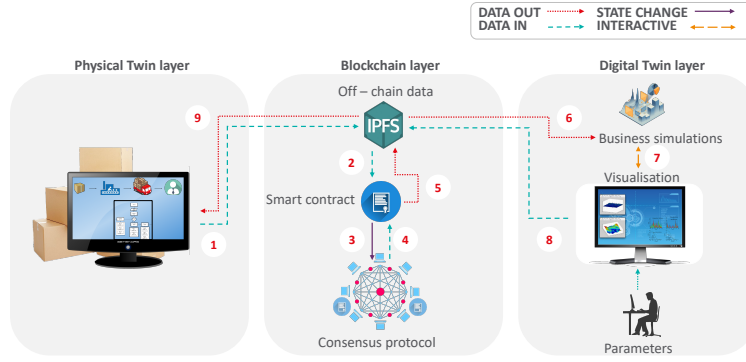 DATA OUT
STATE CHANGE
DATA IN
INTERACTIVE
Physical Twin layer
Blockchain layer
Digital Twin layer
Off – chain data
9
6
IPFS
Business simulations
2
7
Visualisation
5
Smart contract
1
3
4
8
Consensus protocol
Parameters